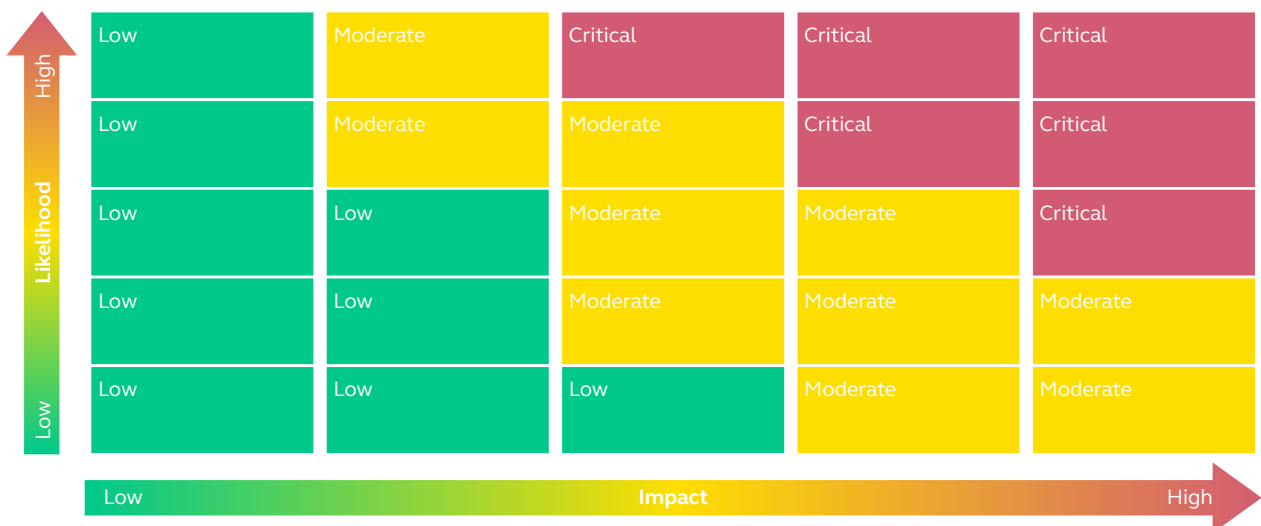 High
Likelihood
Low
Low Moderate Critical Critical Critical
Low Moderate Moderate Critical Critical
Low Low Moderate Moderate Critical
Low Low Moderate Moderate Moderate
Low Low Low Moderate Moderate
Low Impact High